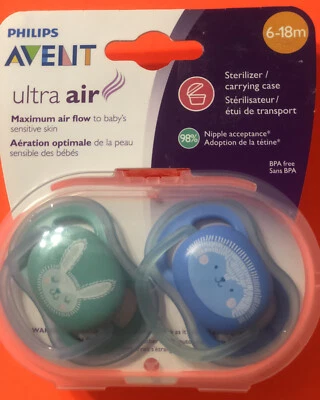 PHILIPS
AVENT
6-18m
ultra air
Maximum air flow to baby's
sensitive skin
Aération optimale de la peau
sensible des bébés
Sterilizer /
carrying case
Stérilisateur /
étui de transport
98%
Nipple acceptance*
Adoption de la tétine*
BPA free
Sans BPA